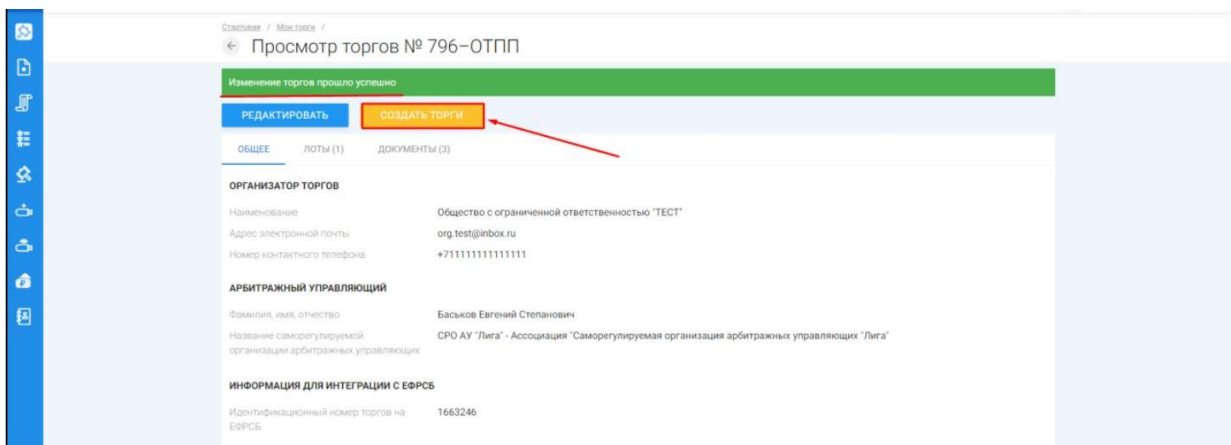 Стартовая / Мои торги /
← Просмотр торгов № 796-ОТПП
Изменение торгов прошло успешно
РЕДАКТИРОВАТЬ СОЗДАТЬ ТОРГИ
ОБЩЕЕ ЛОТЫ (1) ДОКУМЕНТЫ (3)
ОРГАНИЗАТОР ТОРГОВ
Наименование Общество с ограниченной ответственностью "ТЕСТ"
Адрес электронной почты org.test@inbox.ru
Номер контактного телефона +711111111111111
АРБИТРАЖНЫЙ УПРАВЛЯЮЩИЙ
Фамилия, имя, отчество Баськов Евгений Степанович
Название саморегулируемой СРО АУ "Лига" - Ассоциация "Саморегулируемая организация арбитражных управляющих "Лига"
организации арбитражных управляющих
ИНФОРМАЦИЯ ДЛЯ ИНТЕГРАЦИИ С ЕФРСБ
Идентификационный номер торгов на 1663246
ЕФРСБ